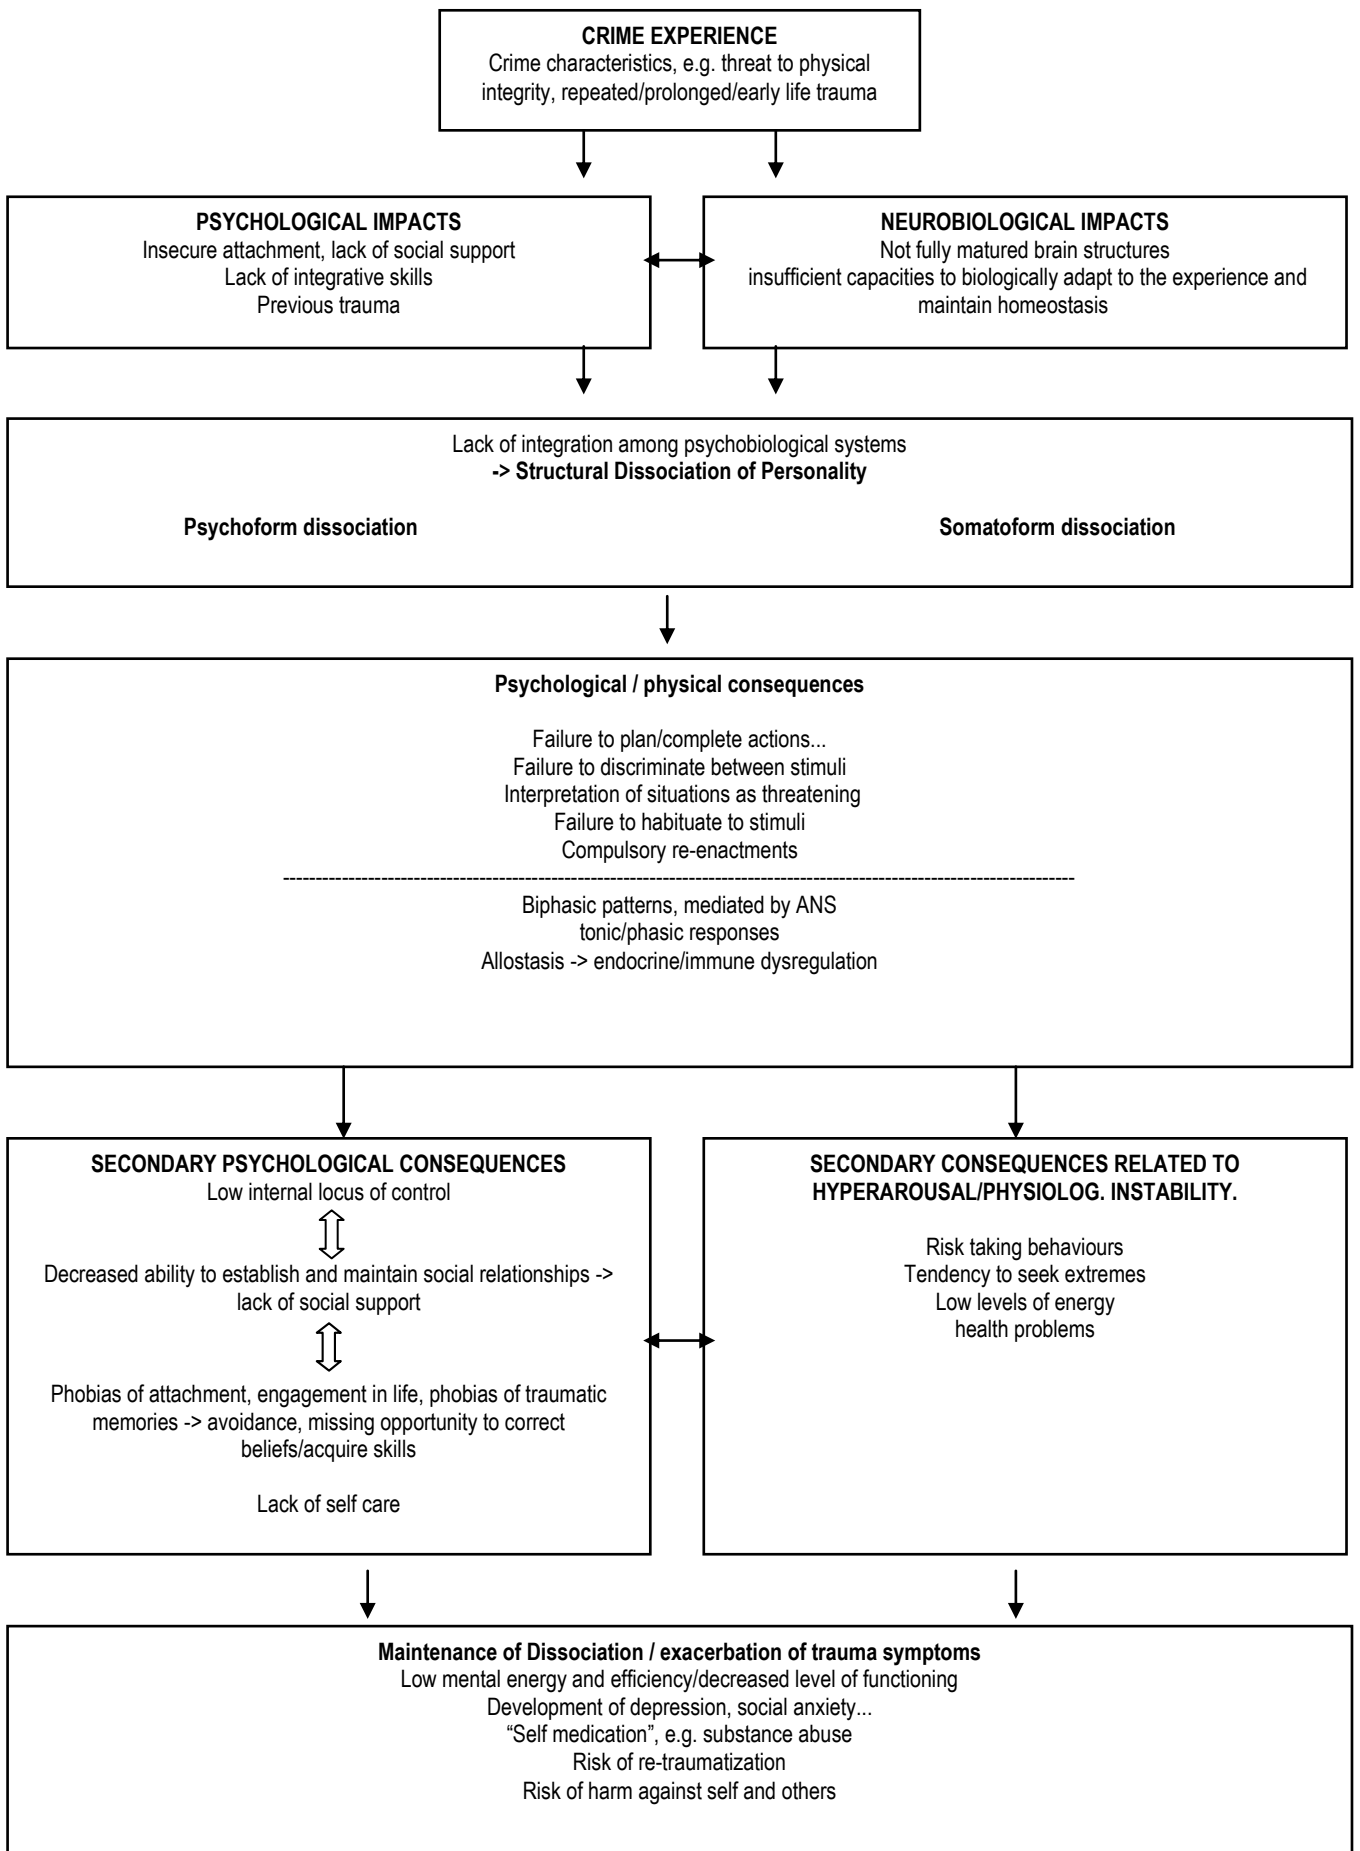 CRIME EXPERIENCE
Crime characteristics, e.g. threat to physical
integrity, repeated/prolonged/early life trauma
PSYCHOLOGICAL IMPACTS
Insecure attachment, lack of social support
Lack of integrative skills
Previous trauma
NEUROBIOLOGICAL IMPACTS
Not fully matured brain structures
insufficient capacities to biologically adapt to the experience and
maintain homeostasis
Lack of integration among psychobiological systems
-> Structural Dissociation of Personality
Psychoform dissociation
Somatoform dissociation
Psychological / physical consequences
Failure to plan/complete actions...
Failure to discriminate between stimuli
Interpretation of situations as threatening
Failure to habituate to stimuli
Compulsory re-enactments
Biphasic patterns, mediated by ANS
tonic/phasic responses
Allostasis -> endocrine/immune dysregulation
SECONDARY PSYCHOLOGICAL CONSEQUENCES
Low internal locus of control
Decreased ability to establish and maintain social relationships ->
lack of social support
Phobias of attachment, engagement in life, phobias of traumatic
memories -> avoidance, missing opportunity to correct
beliefs/acquire skills
Lack of self care
SECONDARY CONSEQUENCES RELATED TO
HYPERAROUSAL/PHYSIOLOG. INSTABILITY.
Risk taking behaviours
Tendency to seek extremes
Low levels of energy
health problems
Maintenance of Dissociation / exacerbation of trauma symptoms
Low mental energy and efficiency/decreased level of functioning
Development of depression, social anxiety...
“Self medication”, e.g. substance abuse
Risk of re-traumatization
Risk of harm against self and others